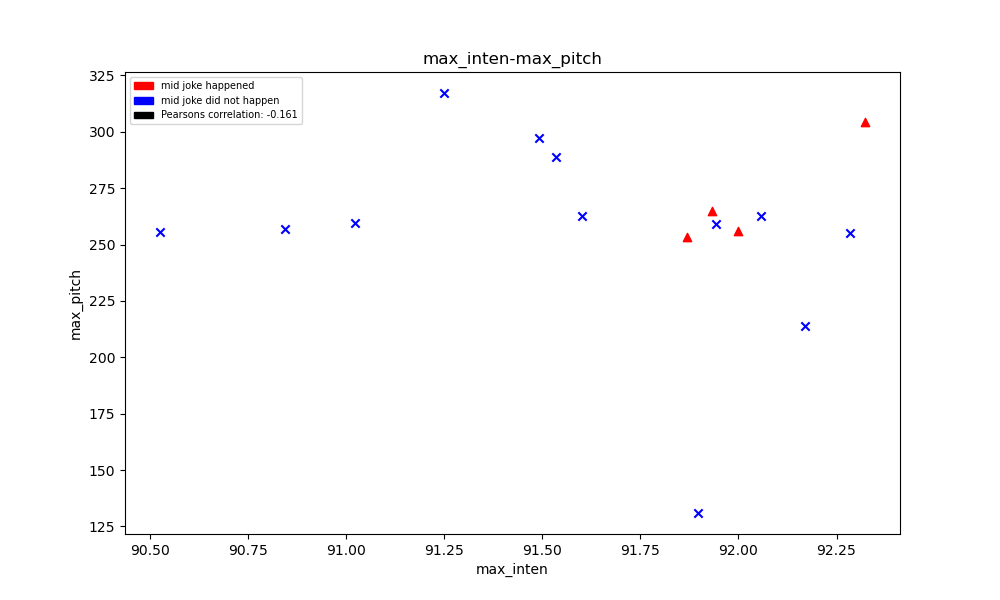 max_inten-max_pitch
mid joke happened
mid joke did not happen
Pearsons correlation: -0.161
325
300
275
250
225
200
175
150
125
max_pitch
90.50 90.75 91.00 91.25 91.50 91.75 92.00 92.25
max_inten